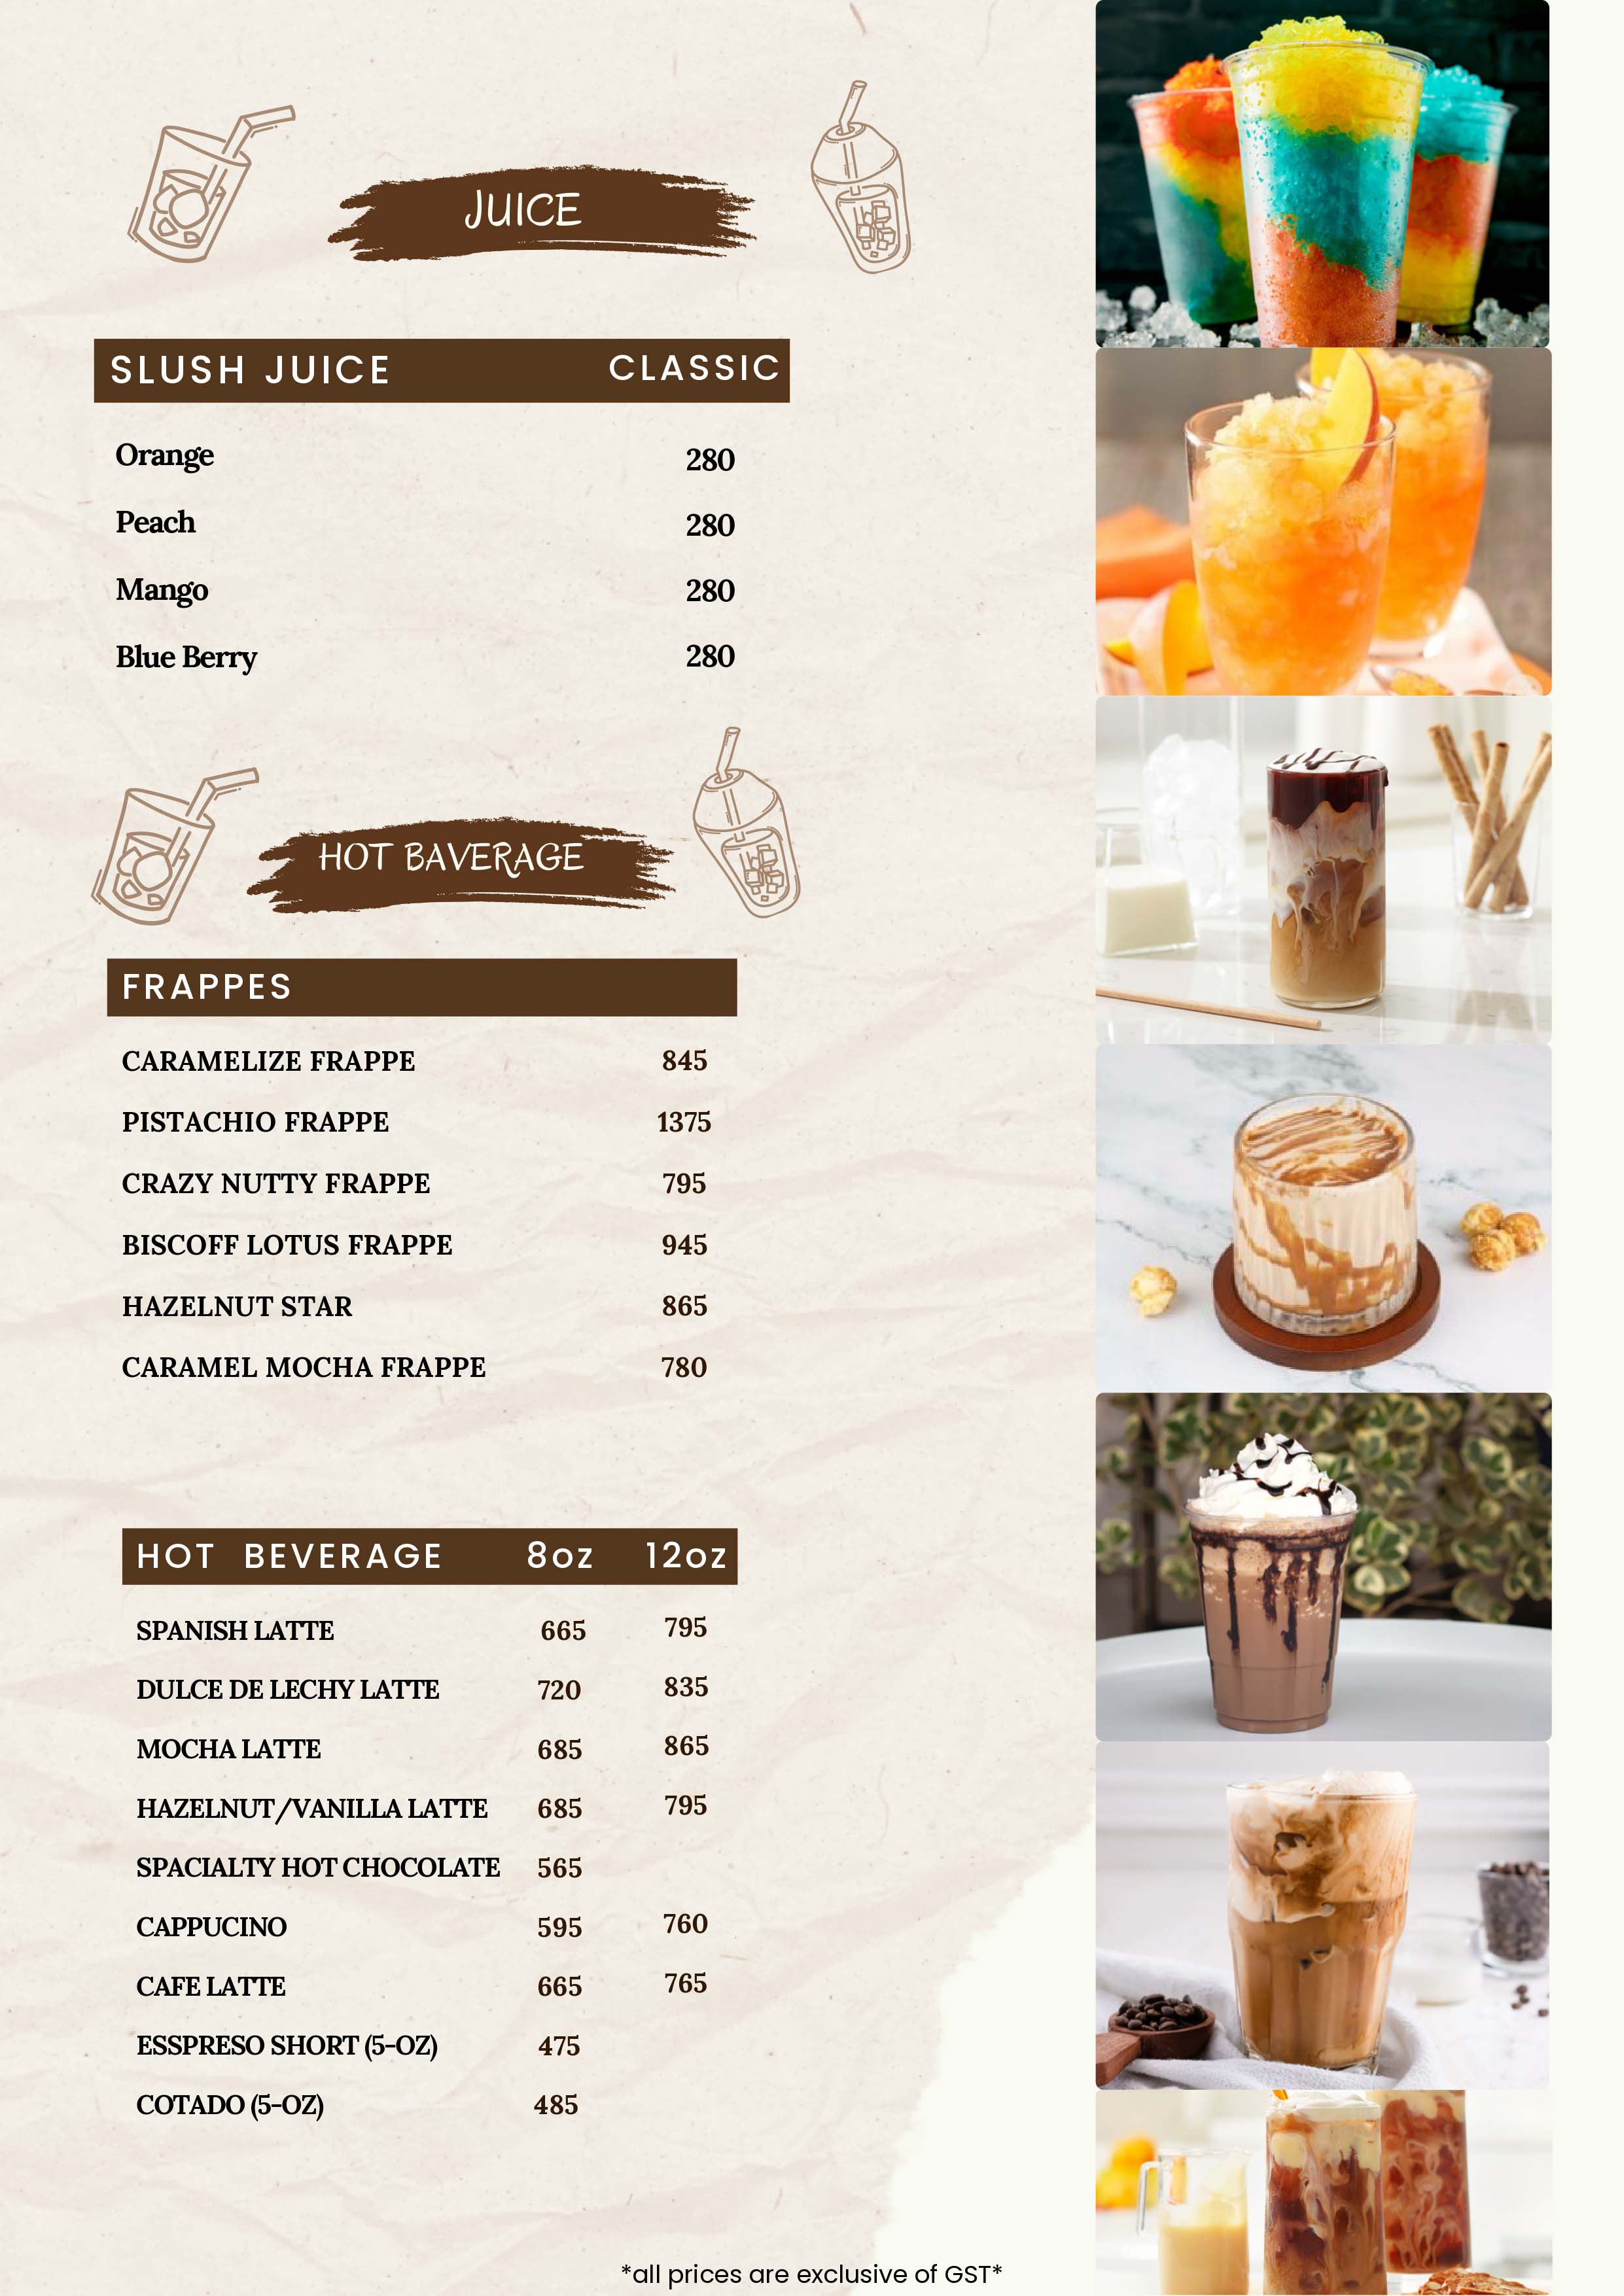 JUICE
SLUSH JUICE CLASSIC
Orange 280
Peach 280
Mango 280
Blue Berry 280
HOT BAVERAGE
FRAPPES
CARAMELIZE FRAPPE 845
PISTACHIO FRAPPE 1375
CRAZY NUTTY FRAPPE 795
BISCOFF LOTUS FRAPPE 945
HAZELNUT STAR 865
CARAMEL MOCHA FRAPPE 780
HOT BEVERAGE 8oz 12oz
SPANISH LATTE 665 795
DULCE DE LECHY LATTE 720 835
MOCHA LATTE 685 865
HAZELNUT/VANILLA LATTE 685 795
SPACIALTY HOT CHOCOLATE 565
CAPPUCINO 595 760
CAFE LATTE 665 765
ESSPRESO SHORT (5-OZ) 475
COTADO (5-OZ) 485
*all prices are exclusive of GST*